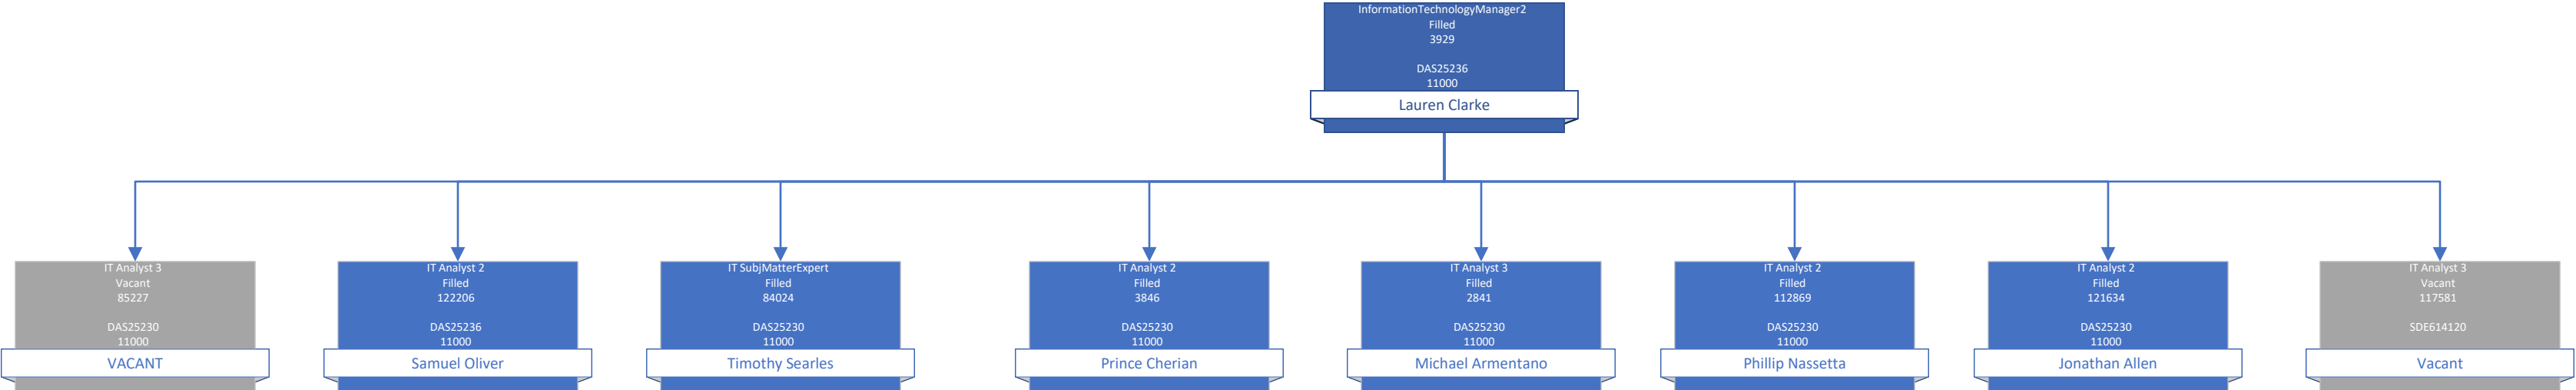 InformationTechnologyManager2
Filled
3929
DAS25236
11000
Lauren Clarke
IT Analyst 3
Vacant
85227
DAS25230
11000
VACANT
IT Analyst 2
Filled
122206
DAS25236
11000
Samuel Oliver
IT SubjMatterExpert
Filled
84024
DAS25230
11000
Timothy Searles
IT Analyst 2
Filled
3846
DAS25230
11000
Prince Cherian
IT Analyst 3
Filled
2841
DAS25230
11000
Michael Armentano
IT Analyst 2
Filled
112869
DAS25230
11000
Phillip Nassetta
IT Analyst 2
Filled
121634
DAS25230
11000
Jonathan Allen
IT Analyst 3
Vacant
117581
SDE614120
Vacant